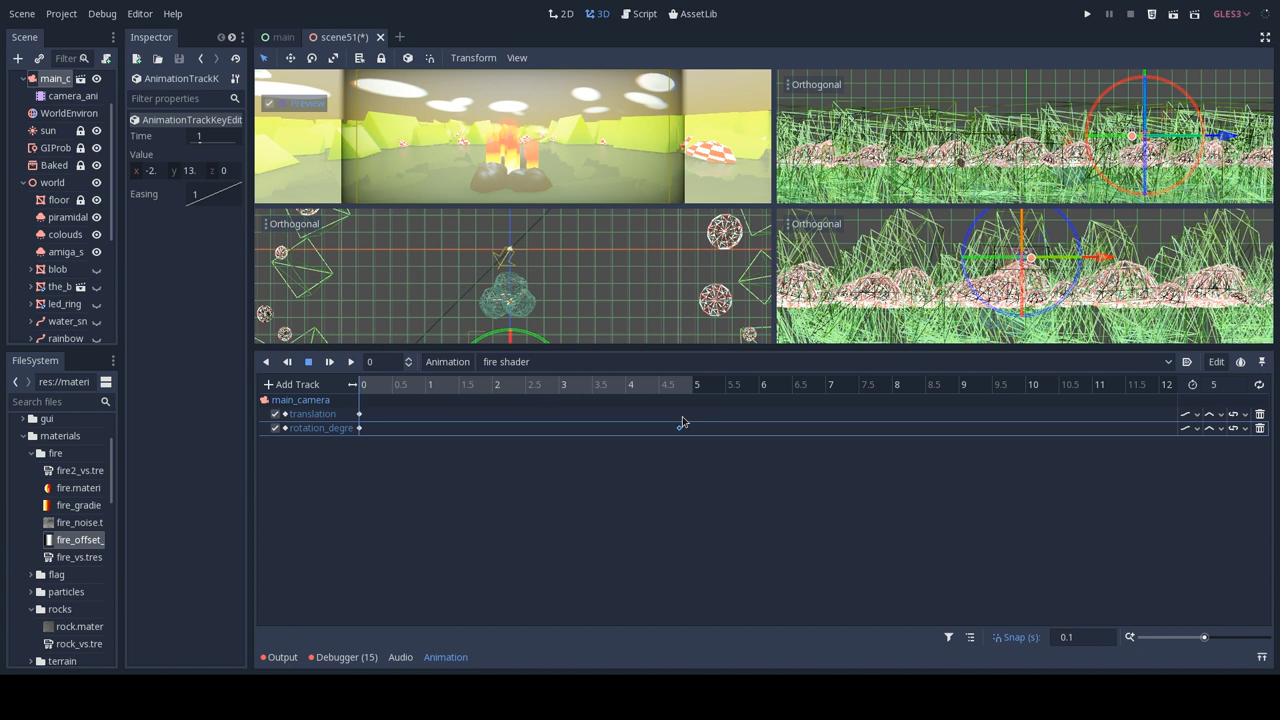 Scene Project Debug Editor Help 2D 3D Script AssetLib GLES3
Scene Inspector main scene51(*)
Filter
Transform View
main_c
camera_ani
WorldEnviron
sun
GIProb
Baked
world
floor
piramidal
colouds
amiga_s
blob
the_b
led_ring
water_sn
rainbow
AnimationTrackK
Filter properties
AnimationTrackKeyEdit
Time 1
Value
x -2. y 13. z 0
Easing 1
Preview
Orthogonal
Orthogonal
Orthogonal
FileSystem
res://materi
Search files
gui
materials
fire
fire2_vs.tre
fire.materi
fire_gradie
fire_noise.t
fire_offset_
fire_vs.tres
flag
particles
rocks
rock.mater
rock_vs.tre
terrain
0 Animation fire shader Edit
Add Track 0 0.5 1 1.5 2 2.5 3 3.5 4 4.5 5 5.5 6 6.5 7 7.5 8 8.5 9 9.5 10 10.5 11 11.5 12 5
main_camera
translation
rotation_degre
Snap (s): 0.1
Output Debugger (15) Audio Animation